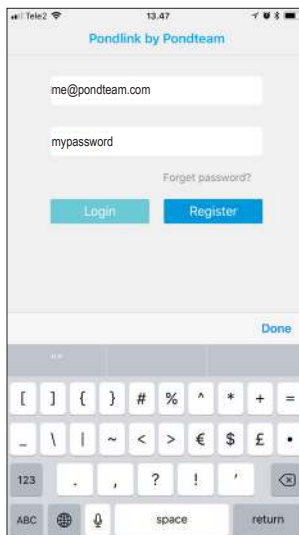 Tele2 13.47
Pondlink by Pondteam
me@pondteam.com
mypassword
Forget password?
Login Register
Done
""
[ ] { } # % ^ * + =
_ \ | ~ < > € $ £ •
123 . , ? ! '
ABC space return